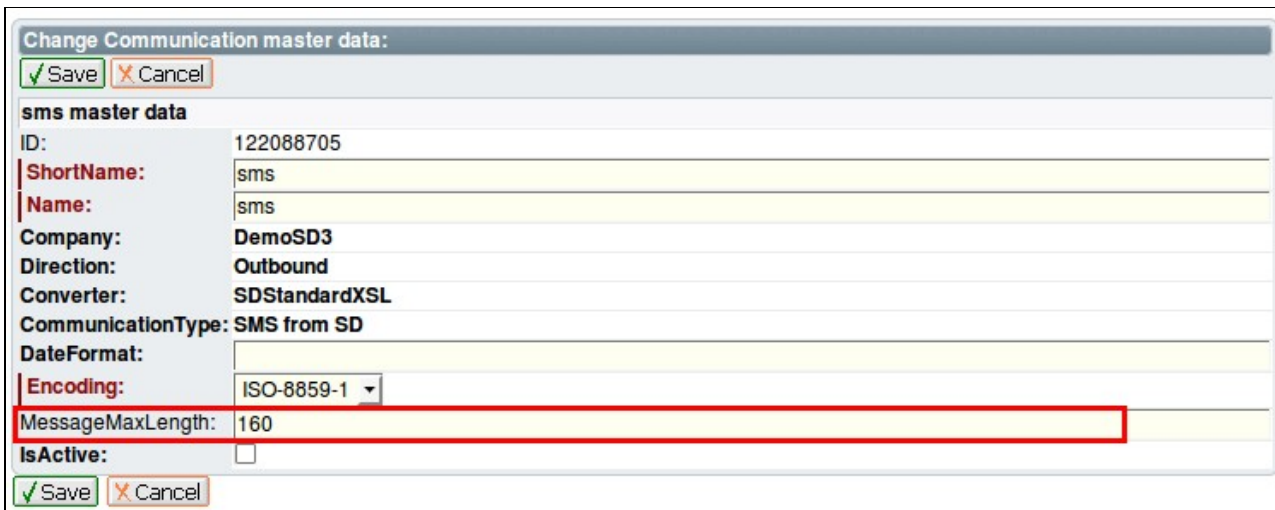 Change Communication master data:
Save Cancel
sms master data
ID: 122088705
ShortName: sms
Name: sms
Company: DemoSD3
Direction: Outbound
Converter: SDStandardXSL
CommunicationType: SMS from SD
DateFormat:
Encoding: ISO-8859-1
MessageMaxLength: 160
IsActive:
Save Cancel